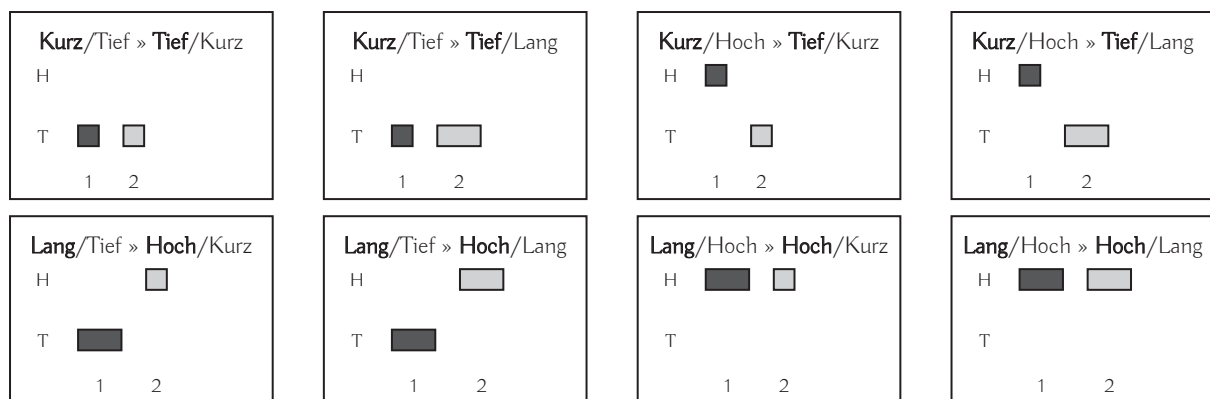 Kurz/Tief » Tief/Kurz
H
T
1 2
Kurz/Tief » Tief/Lang
H
T
1 2
Kurz/Hoch » Tief/Kurz
H
T
1 2
Kurz/Hoch » Tief/Lang
H
T
1 2
Lang/Tief » Hoch/Kurz
H
T
1 2
Lang/Tief » Hoch/Lang
H
T
1 2
Lang/Hoch » Hoch/Kurz
H
T
1 2
Lang/Hoch » Hoch/Lang
H
T
1 2